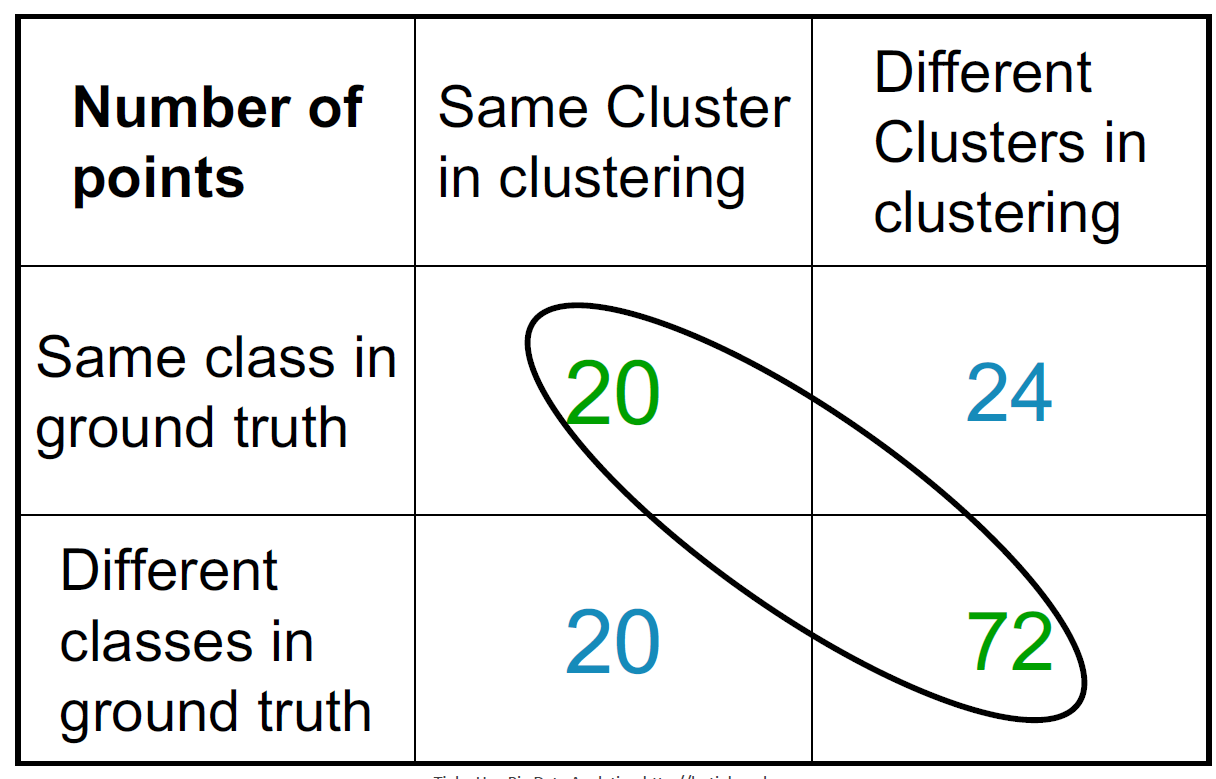 Number of
points
Same Cluster
in clustering
Different
Clusters in
clustering
Same class in
ground truth
20
24
Different
classes in
ground truth
20
72